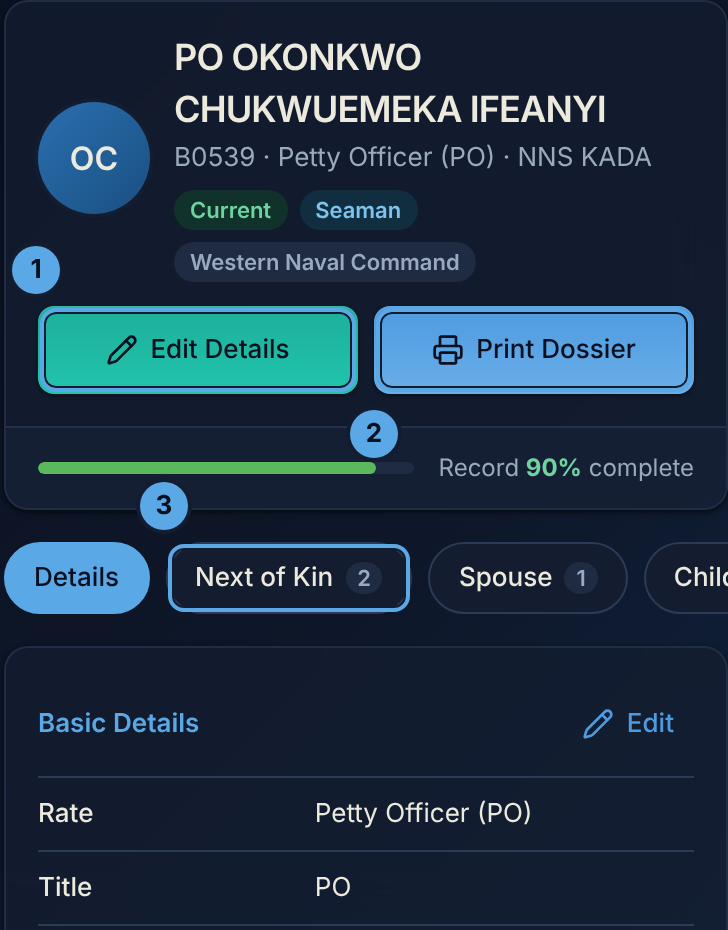 PO OKONKWO
CHUKWUEMEKA IFEANYI
OC
B0539 · Petty Officer (PO) · NNS KADA
Current Seaman
Western Naval Command
1
Edit Details Print Dossier
2
Record 90% complete
3
Details Next of Kin 2 Spouse 1 Chilc
Basic Details Edit
Rate Petty Officer (PO)
Title PO